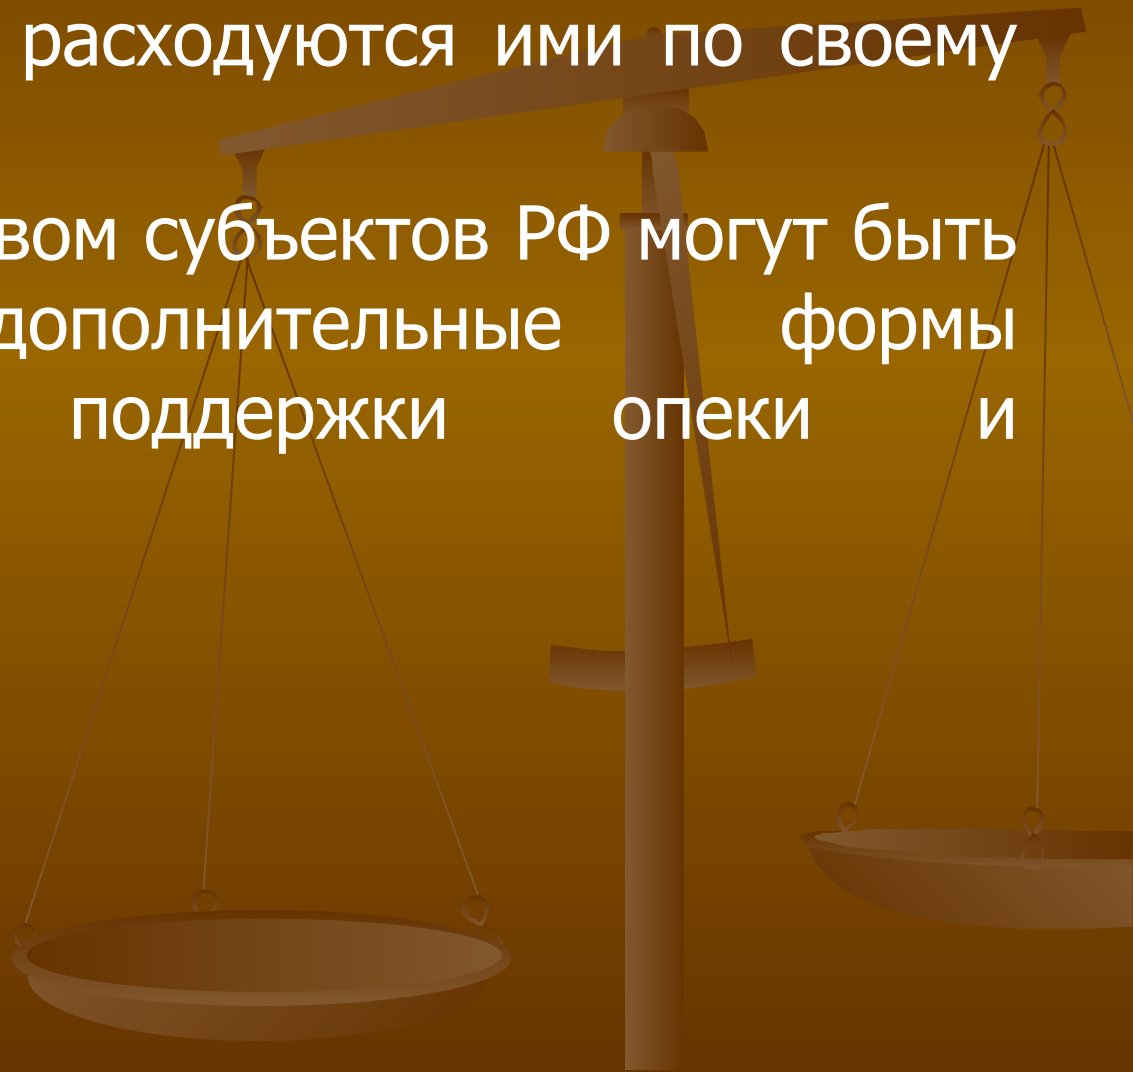 расходуются ими по своему
вом субъектов РФ могут быть
дополнительные формы
поддержки опеки и